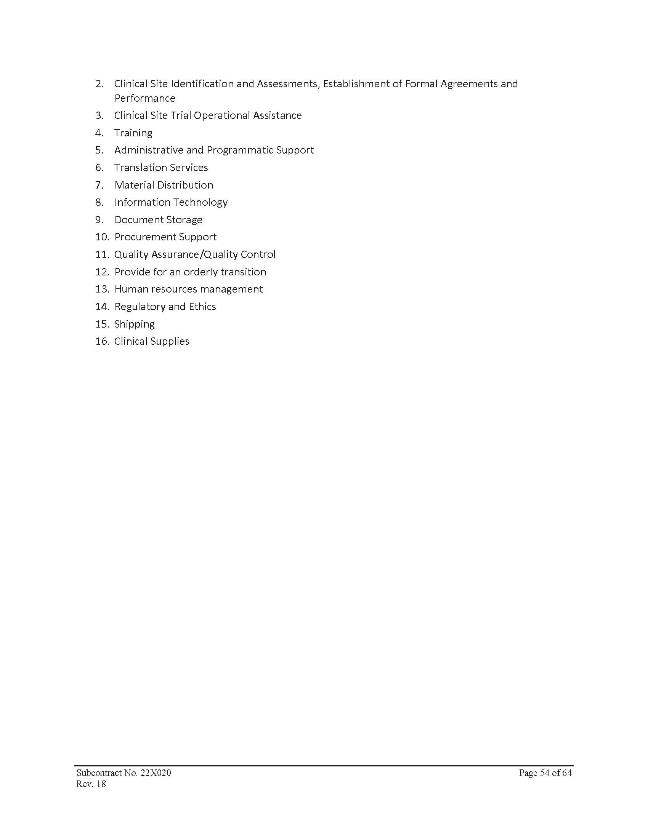 2. Clinical Site Identification and Assessments, Establishment of Formal Agreements and
Performance
3. Clinical Site Trial Operational Assistance
4. Training
5. Administrative and Programmatic Support
6. Translation Services
7. Material Distribution
8. Information Technology
9. Document Storage
10. Procurement Support
11. Quality Assurance/Quality Control
12. Provide for an orderly transition
13. Human resources management
14. Regulatory and Ethics
15. Shipping
16. Clinical Supplies
Subcontract No. 22X020 Page 54 of 64
Rev. 18